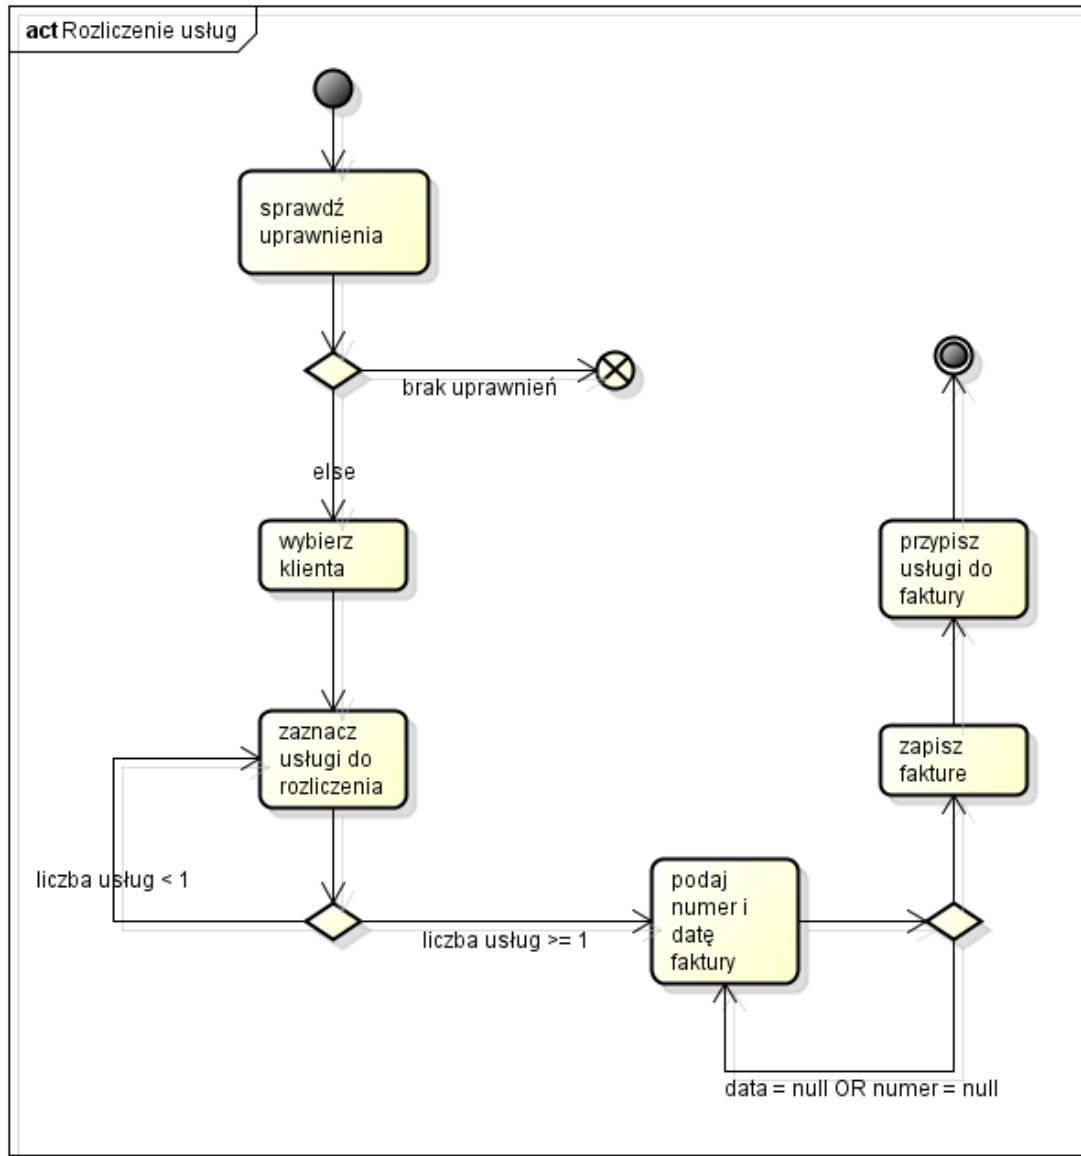 act Rozliczenie usług
sprawdź
uprawnienia
brak uprawnień
else
wybierz
klienta
zaznacz
usługi do
rozliczenia
liczba usług < 1
liczba usług >= 1
podaj
numer i
datę
faktury
data = null OR numer = null
zapisz
fakture
przypisz
usługi do
faktury